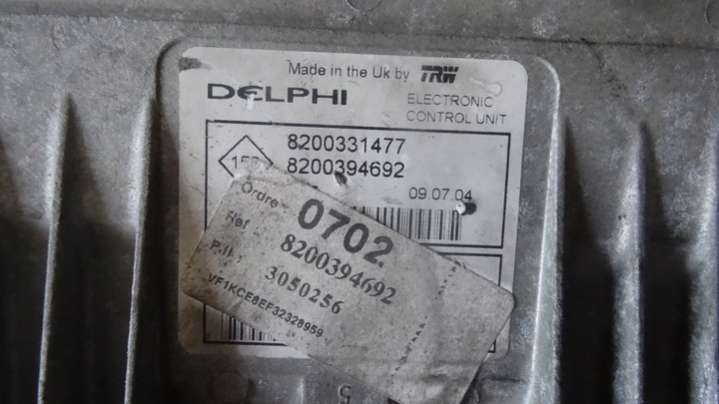 Made in the Uk by TRW
DELPHI
ELECTRONIC
CONTROL UNIT
8200331477
8200394692
09.07.04
Ordre 0702
Ref 8200394692
3050256
VF1KCE8EF32328959
5